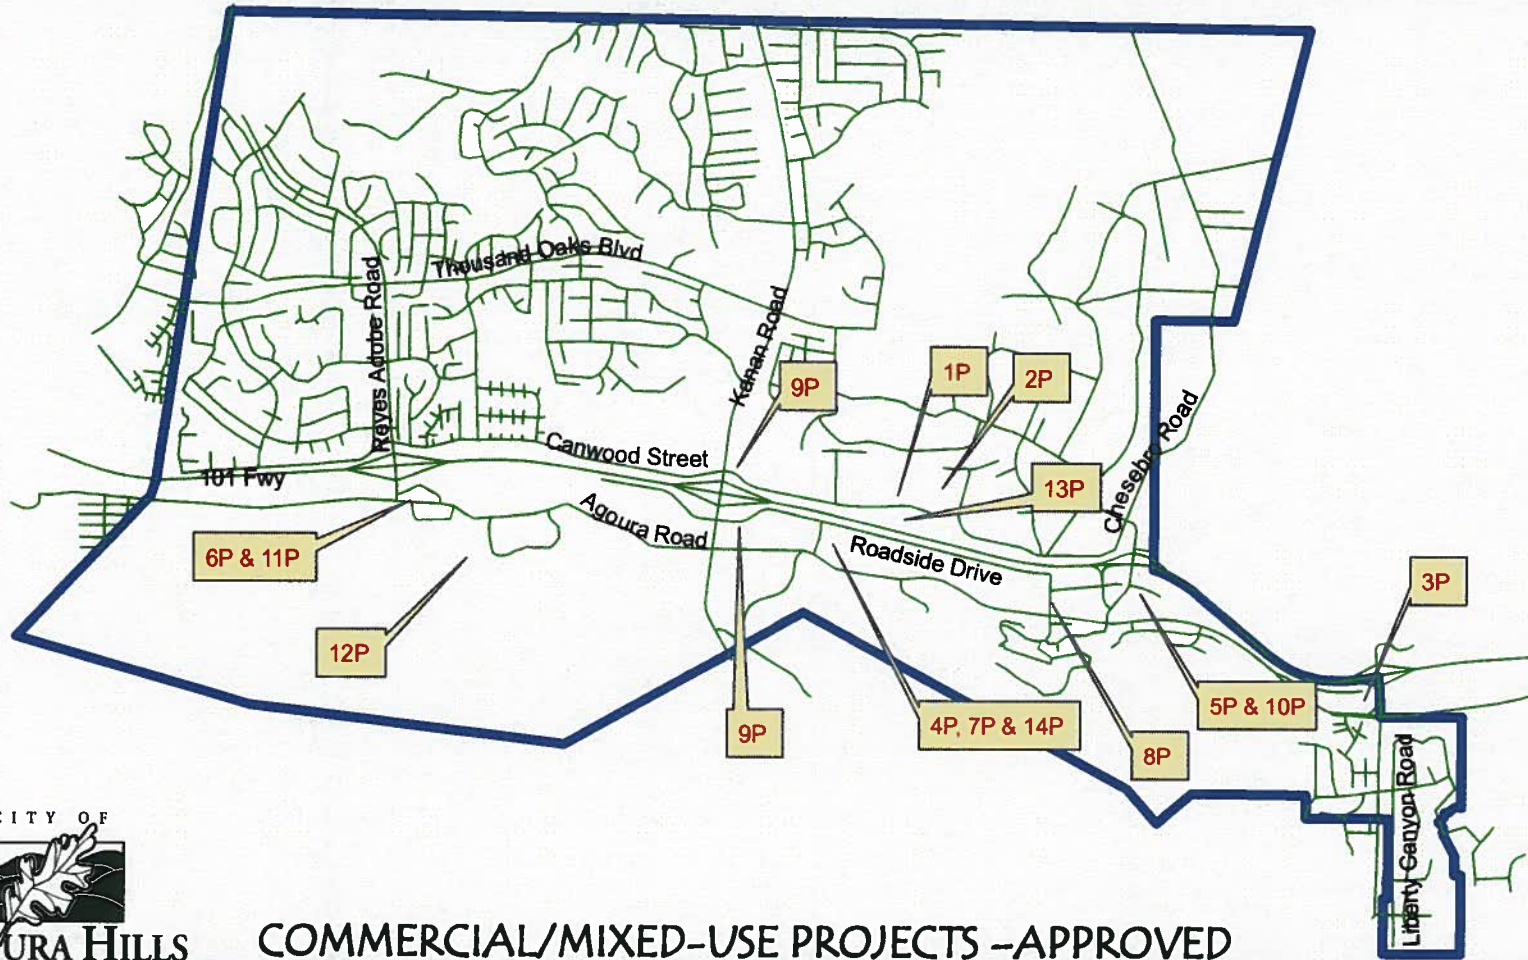 Thousand Oaks Blvd
Reyes Adobe Road
Kanan Road
9P
1P
2P
Chesebro Road
Canwood Street
101 Fwy
13P
Agoura Road
Roadside Drive
6P & 11P
12P
3P
9P
4P, 7P & 14P
5P & 10P
8P
Liberty Canyon Road
CITY OF
URA HILLS
COMMERCIAL/MIXED-USE PROJECTS -APPROVED